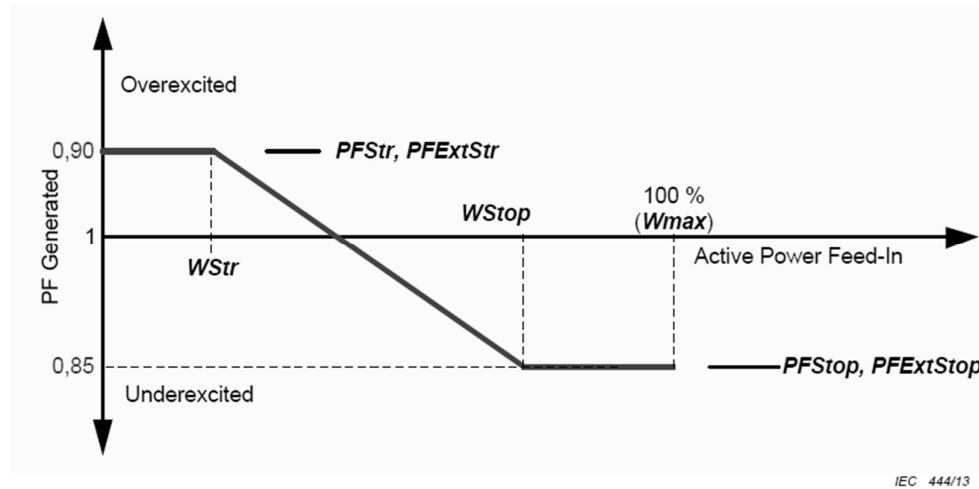 Overexcited
0,90
PFStr, PFExtStr
100 %
WStop
(Wmax)
1
WStr
Active Power Feed-In
PF Generated
0,85
PFStop, PFExtStop
Underexcited
IEC 444/13